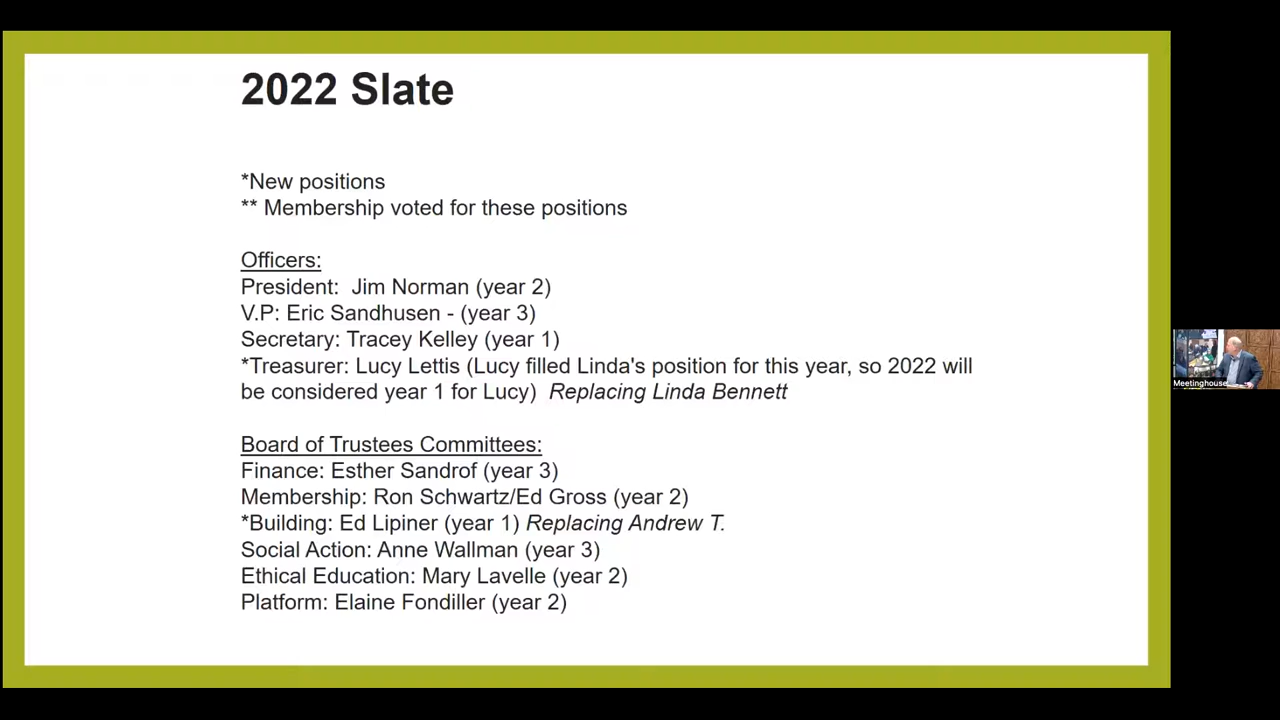 2022 Slate
*New positions
** Membership voted for these positions
Officers:
President:  Jim Norman (year 2)
V.P: Eric Sandhusen - (year 3)
Secretary: Tracey Kelley (year 1)
*Treasurer: Lucy Lettis (Lucy filled Linda's position for this year, so 2022 will
be considered year 1 for Lucy)  Replacing Linda Bennett
Board of Trustees Committees:
Finance: Esther Sandrof (year 3)
Membership: Ron Schwartz/Ed Gross (year 2)
*Building: Ed Lipiner (year 1) Replacing Andrew T.
Social Action: Anne Wallman (year 3)
Ethical Education: Mary Lavelle (year 2)
Platform: Elaine Fondiller (year 2)
Meetinghouse